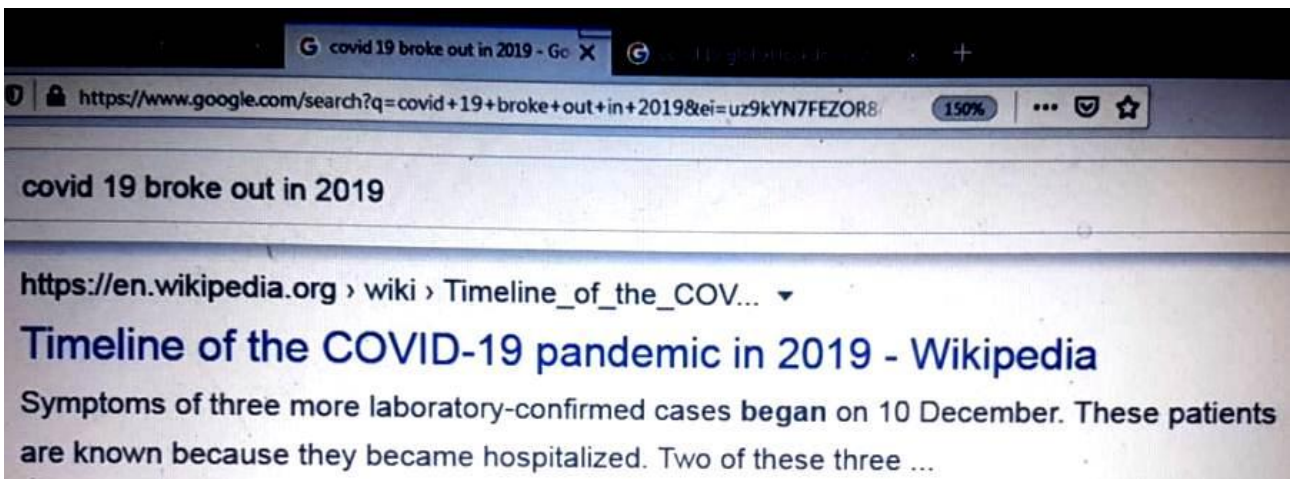 G covid 19 broke out in 2019 - Go X G +
https://www.google.com/search?q=covid+19+broke+out+in+2019&ei=uz9kYN7FEZOR8 150% ...
covid 19 broke out in 2019
https://en.wikipedia.org › wiki › Timeline_of_the_COV...
Timeline of the COVID-19 pandemic in 2019 - Wikipedia
Symptoms of three more laboratory-confirmed cases began on 10 December. These patients
are known because they became hospitalized. Two of these three ...